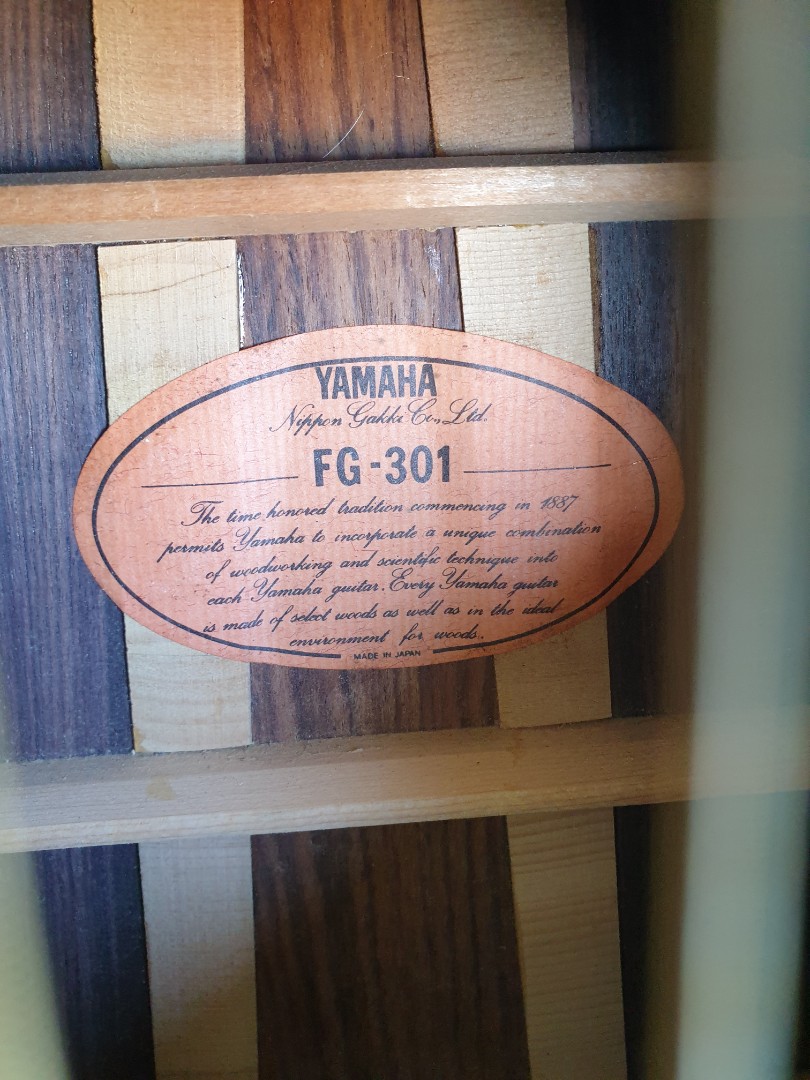 YAMAHA
Nippon Gakki Co., Ltd.
FG-301
The time honored tradition commencing in 1887
permits Yamaha to incorporate a unique combination
of woodworking and scientific technique into
each Yamaha guitar. Every Yamaha guitar
is made of select woods as well as in the ideal
environment for woods.
MADE IN JAPAN